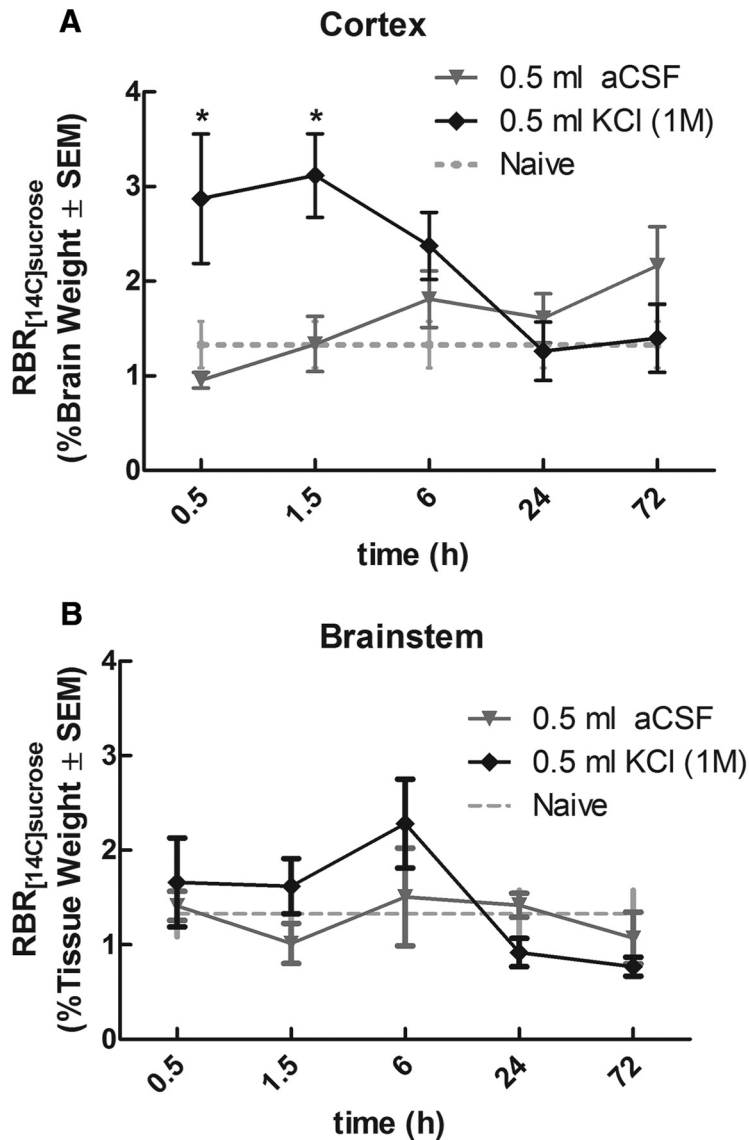 A
Cortex
0.5 ml aCSF
0.5 ml KCl (1M)
Naive
RBR[14C]sucrose
(%Brain Weight ± SEM)
4
3
2
1
0
* *
0.5 1.5 6 24 72
time (h)
B
Brainstem
0.5 ml aCSF
0.5 ml KCl (1M)
Naive
RBR[14C]sucrose
(%Tissue Weight ± SEM)
4
3
2
1
0
0.5 1.5 6 24 72
time (h)